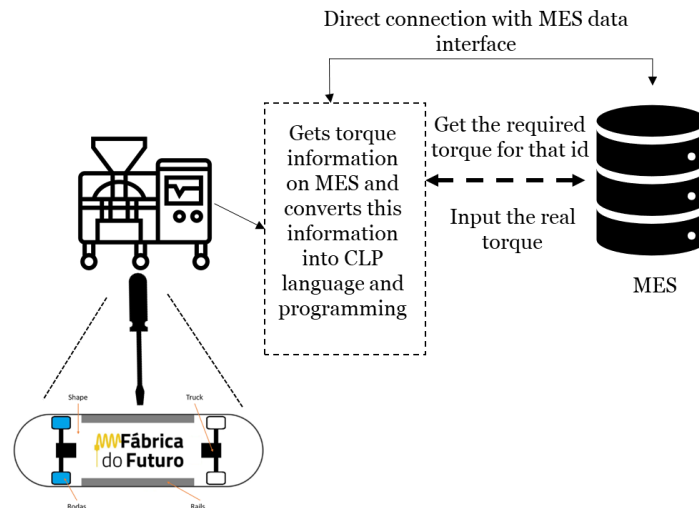 Direct connection with MES data
interface
Gets torque
information
on MES and
converts this
information
into CLP
language and
programming
Get the required
torque for that id
Input the real
torque
MES
Shape
Truck
Fábrica
do Futuro
Rodas
Rails